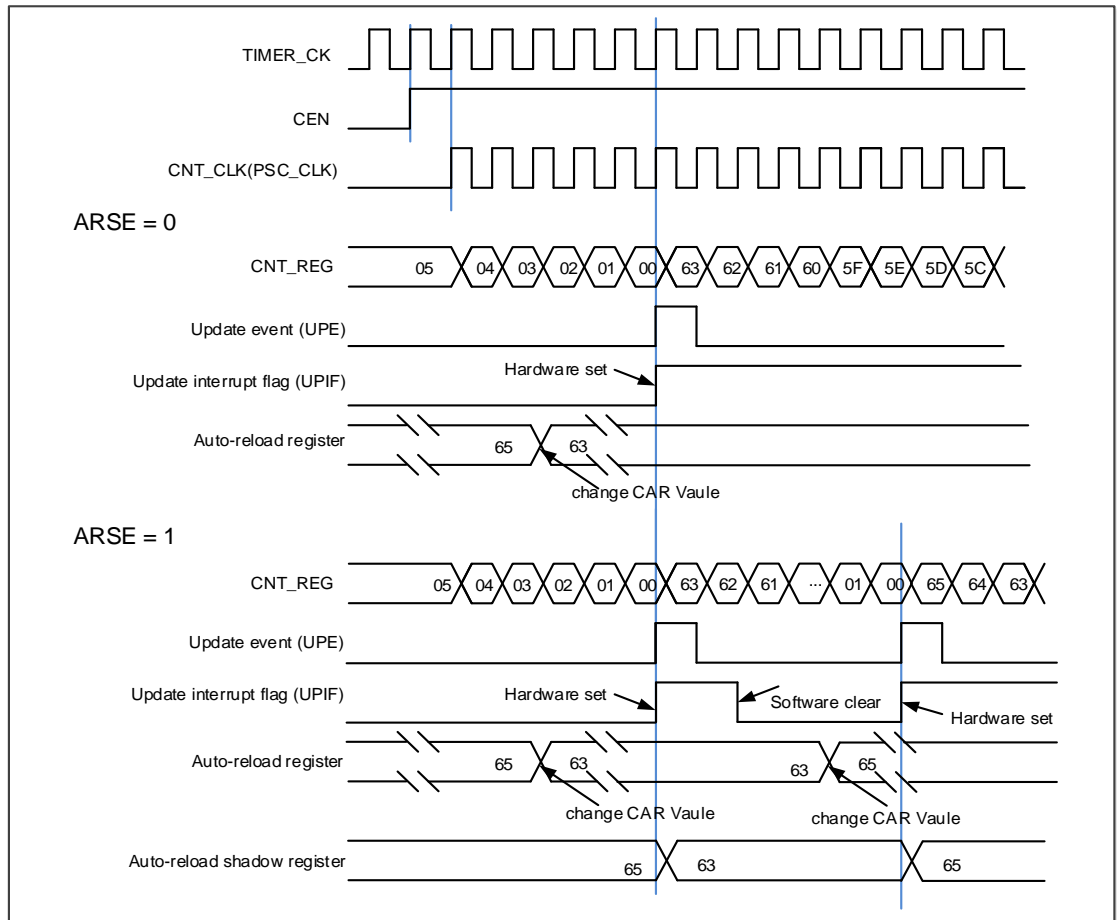 TIMER_CK
CEN
CNT_CLK(PSC_CLK)
ARSE = 0
CNT_REG 05 04 03 02 01 00 63 62 61 60 5F 5E 5D 5C
Update event (UPE)
Hardware set
Update interrupt flag (UPIF)
Auto-reload register 65 63
change CAR Vaule
ARSE = 1
CNT_REG 05 04 03 02 01 00 63 62 61 ... 01 00 65 64 63
Update event (UPE)
Update interrupt flag (UPIF) Hardware set Software clear
Hardware set
Auto-reload register 65 63 63 65
change CAR Vaule change CAR Vaule
Auto-reload shadow register 65 63 65